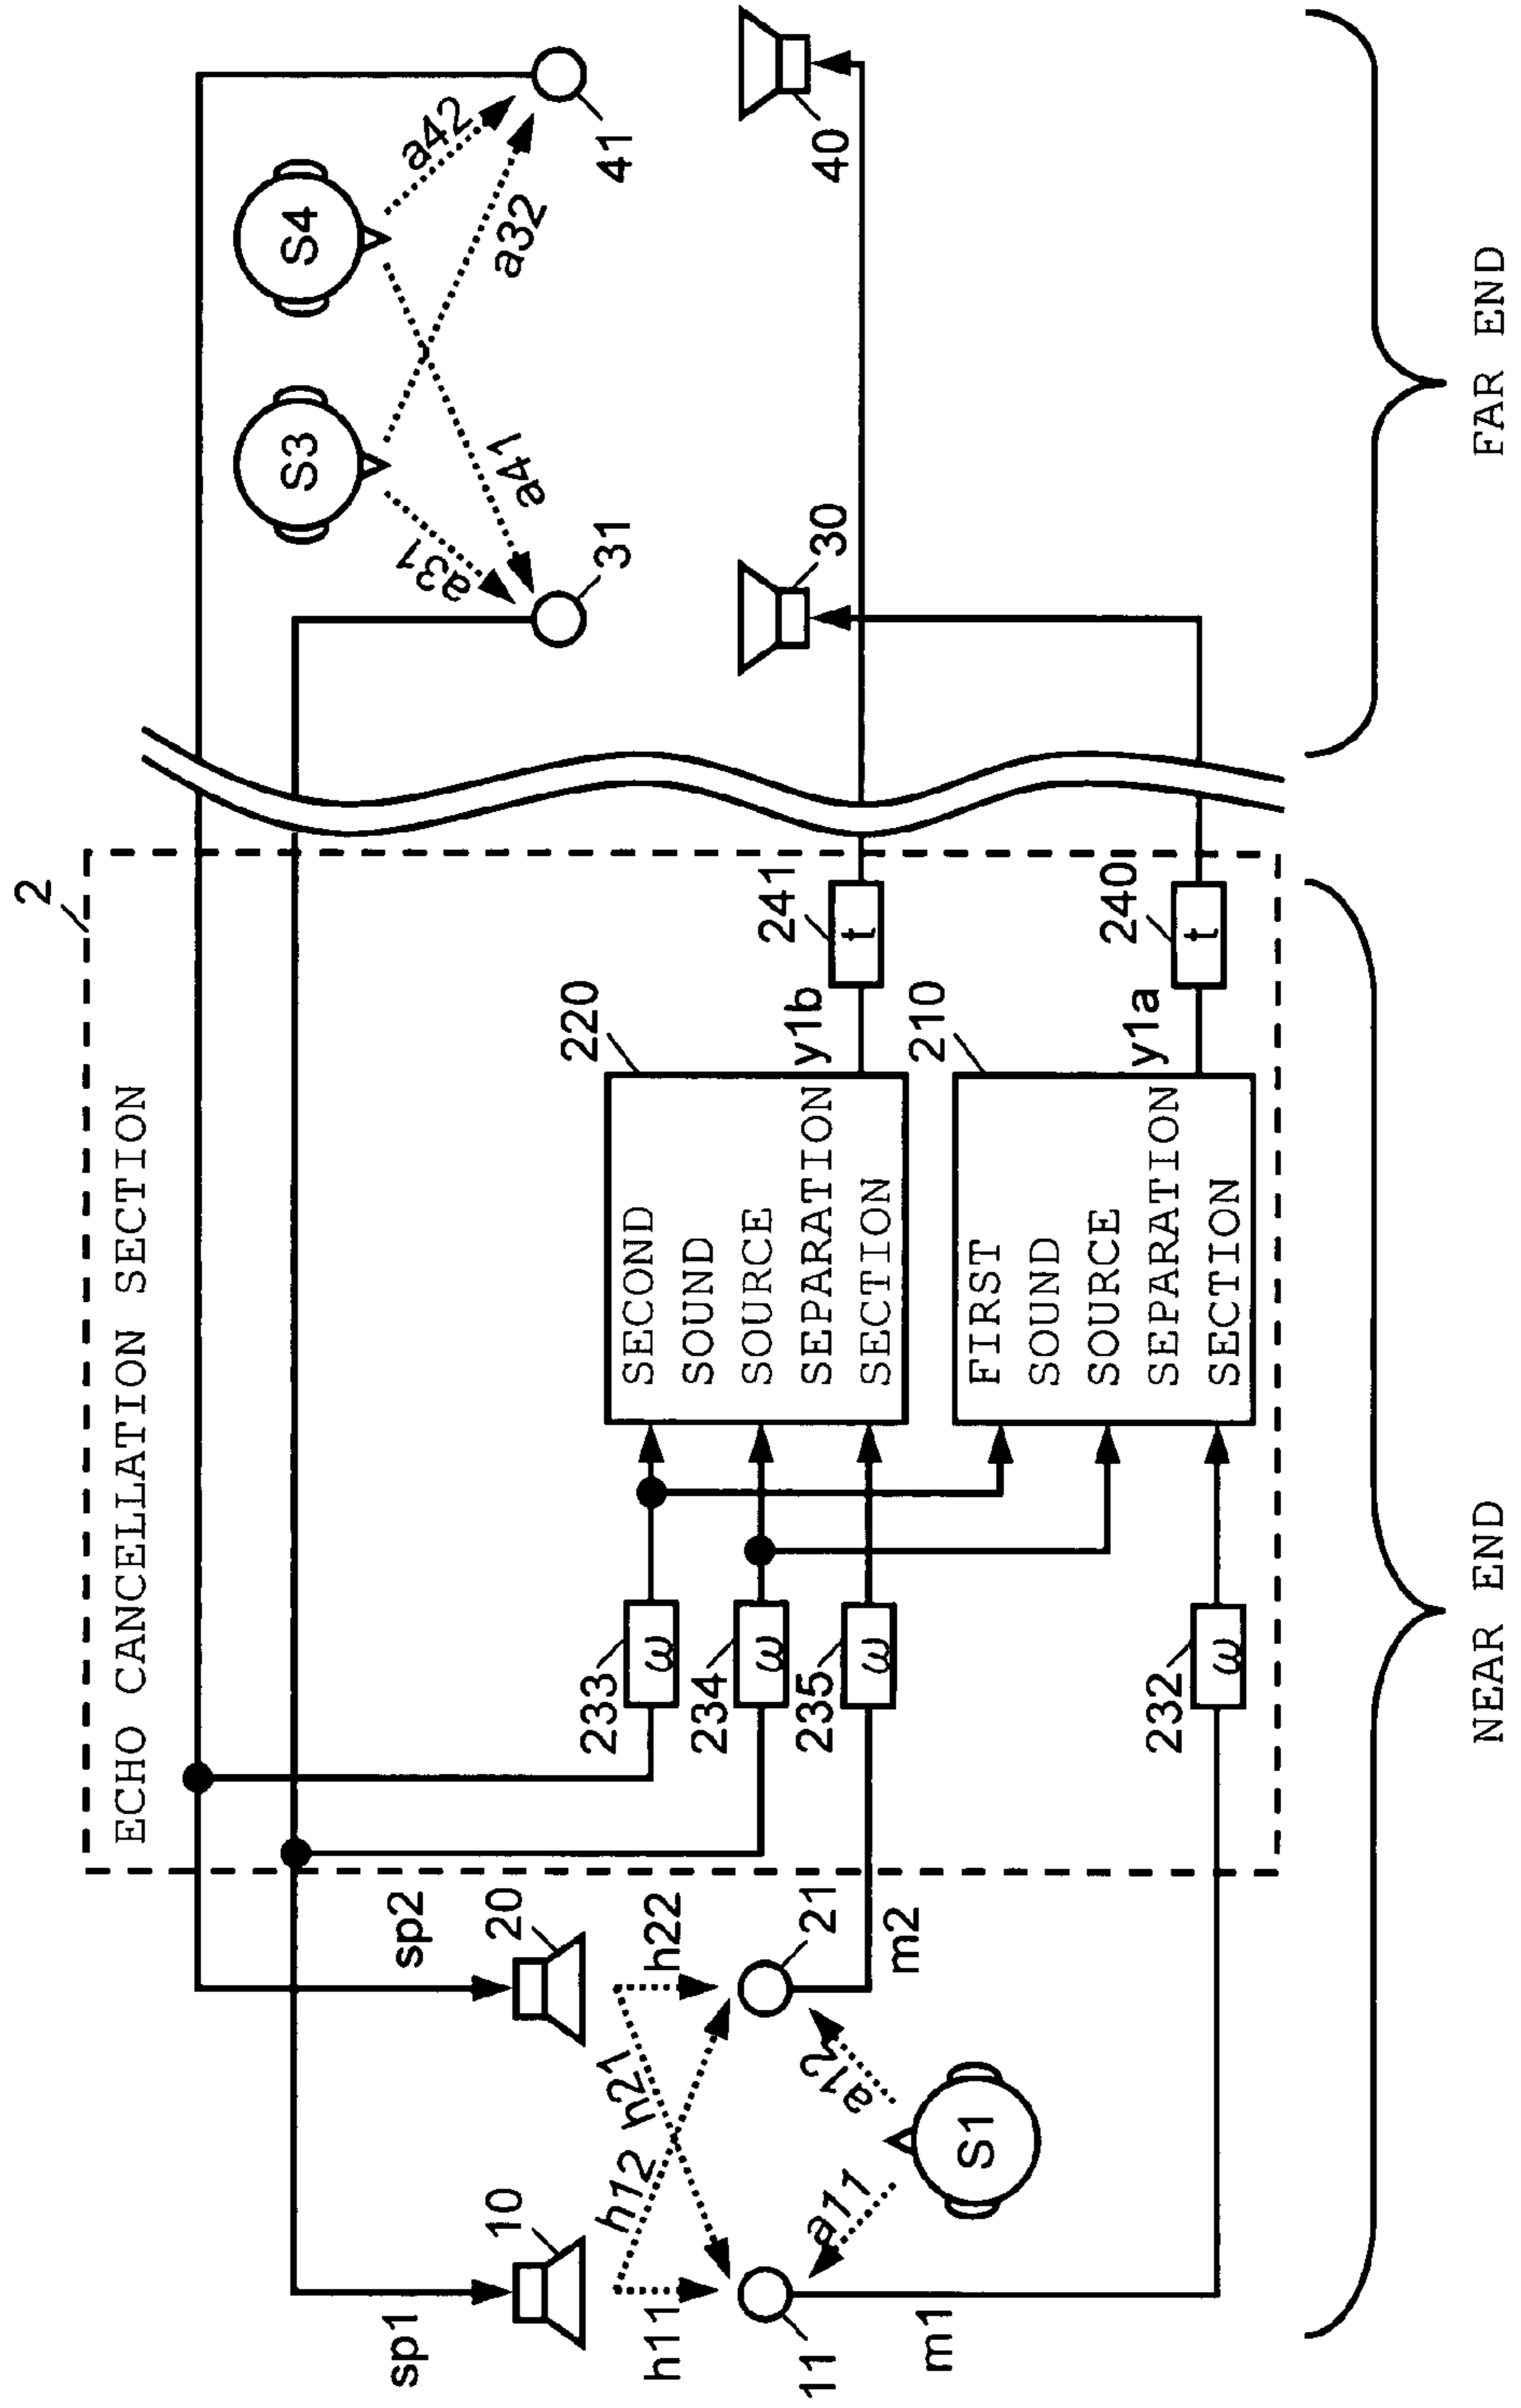 2
ECHO CANCELLATION SECTION
sp1
sp2
10
20
h11
h12
h21
h22
11
21
a11
a12
S1
m1
m2
233
ω
234
ω
235
ω
232
ω
220
SECOND
SOUND
SOURCE
SEPARATION
SECTION
y1b
241
t
210
FIRST
SOUND
SOURCE
SEPARATION
SECTION
y1a
240
t
S3
S4
a31
a41
a32
a42
31
41
30
40
NEAR END
FAR END